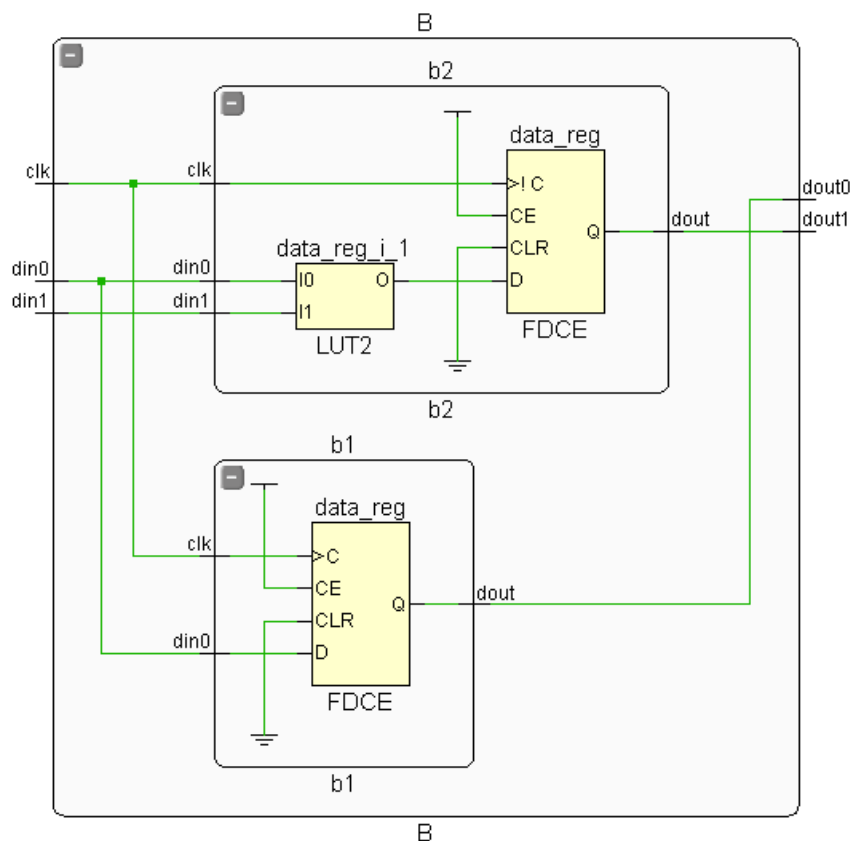 B
b2
data_reg
clk
clk
>! C
dout0
CE
dout
dout1
Q
data_reg_i_1
CLR
din0
din0
I0
O
D
din1
din1
I1
FDCE
LUT2
b2
b1
data_reg
clk
>C
CE
dout
Q
CLR
din0
D
FDCE
b1
B